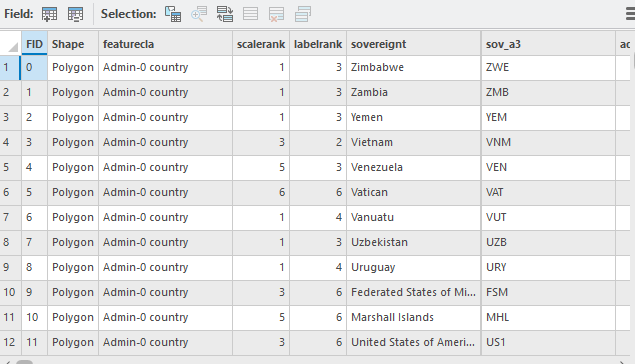 Field: Selection:
FID Shape featurecla scalerank labelrank sovereignt sov_a3 ad
1 0 Polygon Admin-0 country 1 3 Zimbabwe ZWE
2 1 Polygon Admin-0 country 1 3 Zambia ZMB
3 2 Polygon Admin-0 country 1 3 Yemen YEM
4 3 Polygon Admin-0 country 3 2 Vietnam VNM
5 4 Polygon Admin-0 country 5 3 Venezuela VEN
6 5 Polygon Admin-0 country 6 6 Vatican VAT
7 6 Polygon Admin-0 country 1 4 Vanuatu VUT
8 7 Polygon Admin-0 country 1 3 Uzbekistan UZB
9 8 Polygon Admin-0 country 1 4 Uruguay URY
10 9 Polygon Admin-0 country 3 6 Federated States of Mi... FSM
11 10 Polygon Admin-0 country 5 6 Marshall Islands MHL
12 11 Polygon Admin-0 country 3 6 United States of Ameri... US1